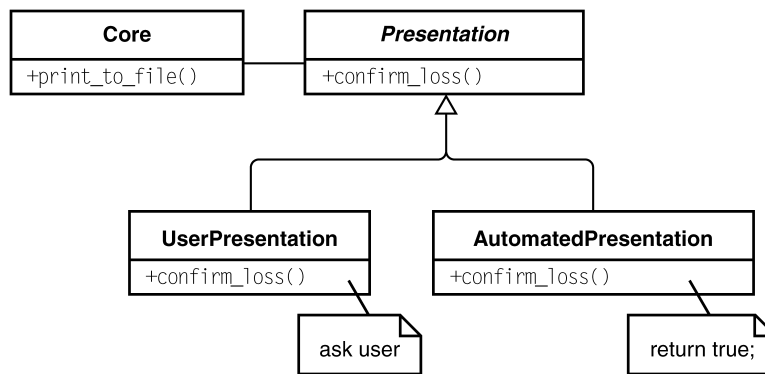 Core
Presentation
+print_to_file()
+confirm_loss()
UserPresentation
AutomatedPresentation
+confirm_loss()
+confirm_loss()
ask user
return true;